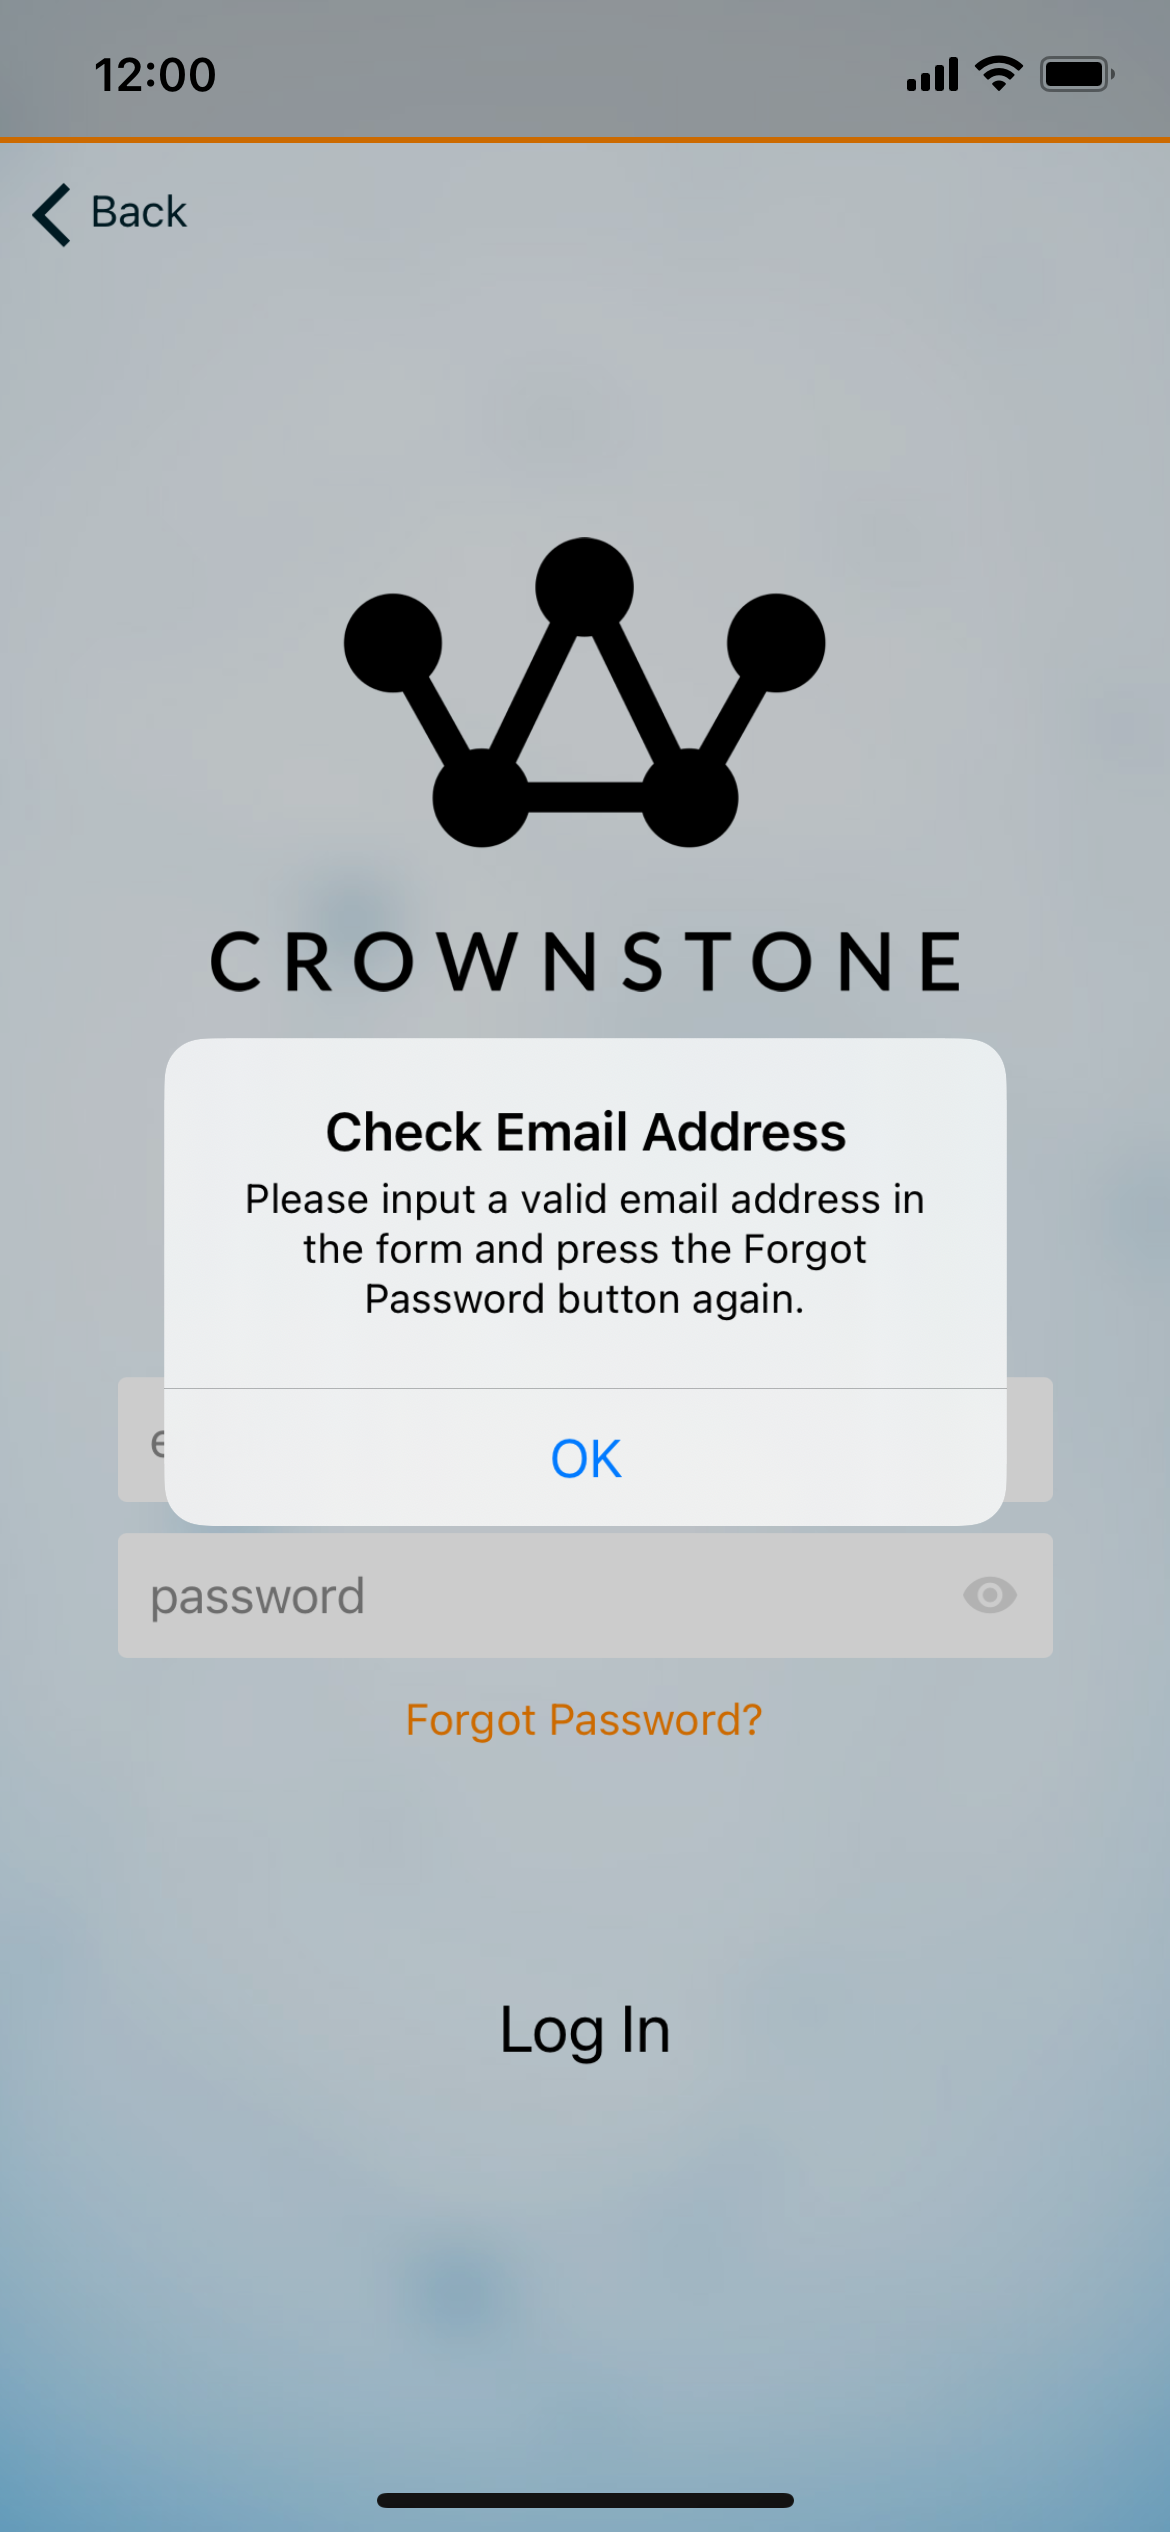 12:00
Back
CROWNSTONE
Check Email Address
Please input a valid email address in
the form and press the Forgot
Password button again.
OK
password
Forgot Password?
Log In